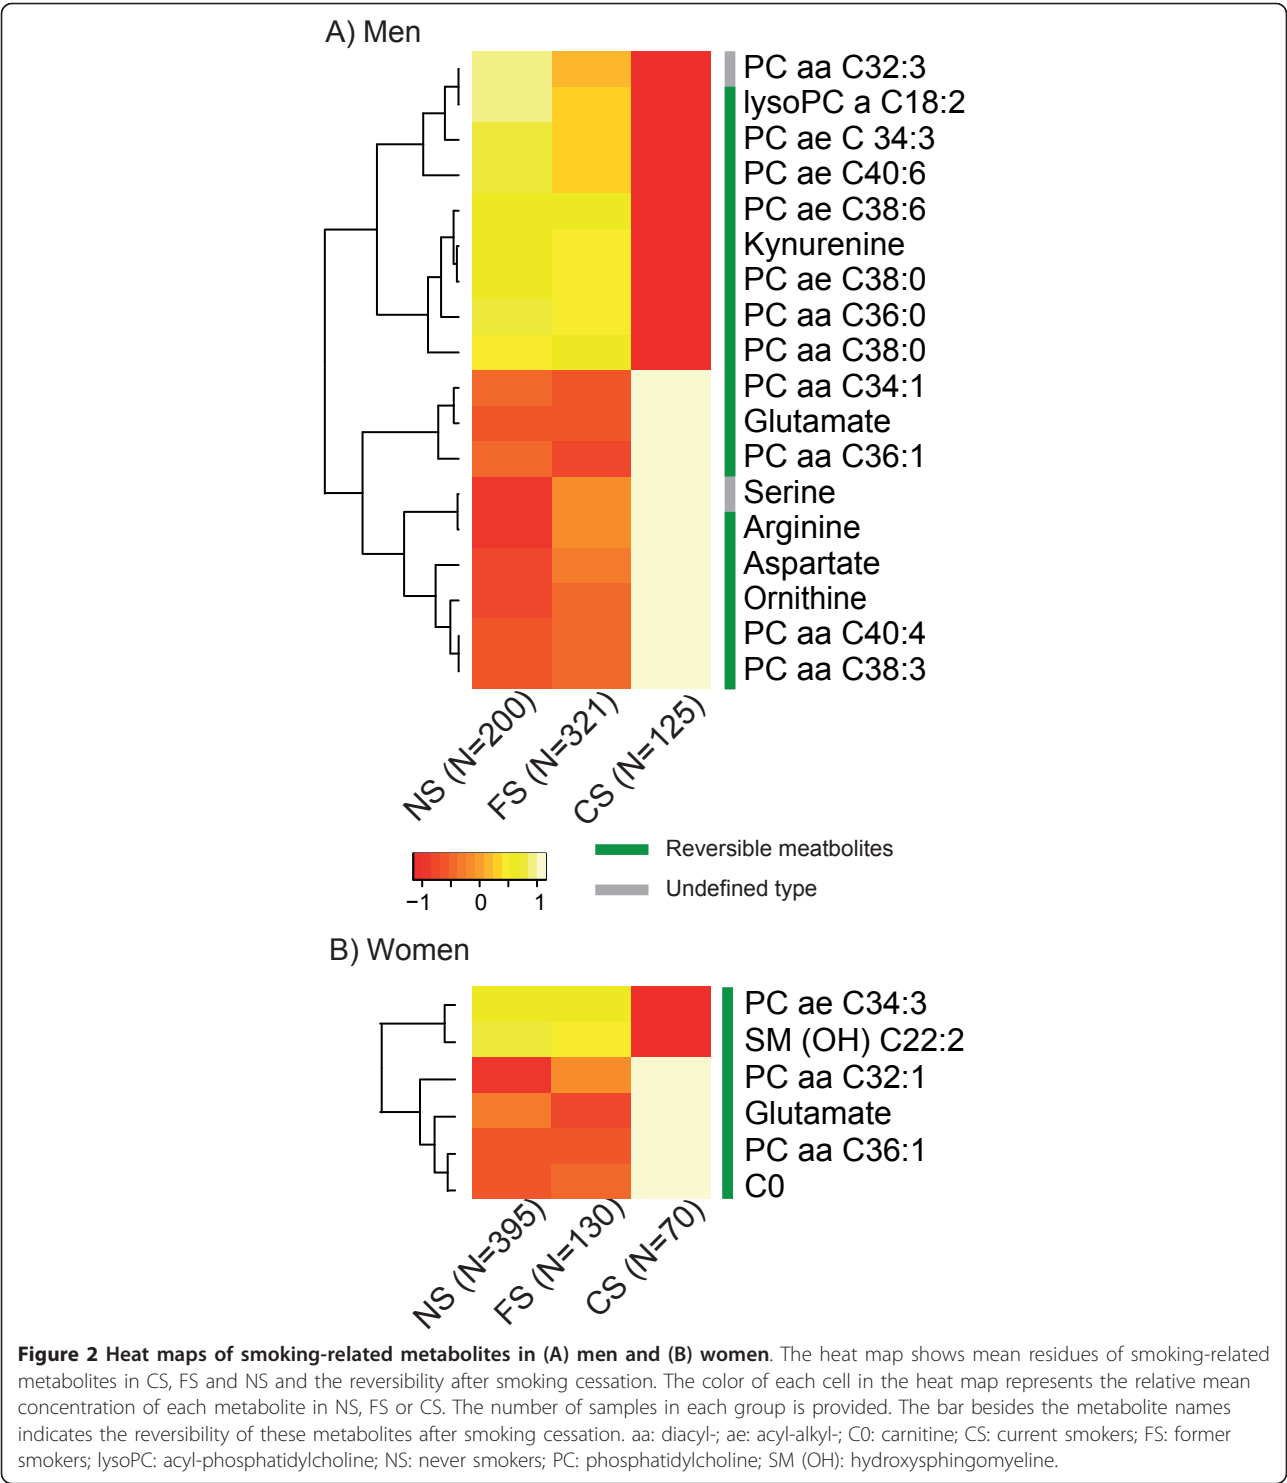 A) Men
PC aa C32:3
lysoPC a C18:2
PC ae C 34:3
PC ae C40:6
PC ae C38:6
Kynurenine
PC ae C38:0
PC aa C36:0
PC aa C38:0
PC aa C34:1
Glutamate
PC aa C36:1
Serine
Arginine
Aspartate
Ornithine
PC aa C40:4
PC aa C38:3
NS (N=200)
FS (N=321)
CS (N=125)
−1 0 1
Reversible meatbolites
Undefined type
B) Women
PC ae C34:3
SM (OH) C22:2
PC aa C32:1
Glutamate
PC aa C36:1
C0
NS (N=395)
FS (N=130)
CS (N=70)
Figure 2 Heat maps of smoking-related metabolites in (A) men and (B) women. The heat map shows mean residues of smoking-related
metabolites in CS, FS and NS and the reversibility after smoking cessation. The color of each cell in the heat map represents the relative mean
concentration of each metabolite in NS, FS or CS. The number of samples in each group is provided. The bar besides the metabolite names
indicates the reversibility of these metabolites after smoking cessation. aa: diacyl-; ae: acyl-alkyl-; C0: carnitine; CS: current smokers; FS: former
smokers; lysoPC: acyl-phosphatidylcholine; NS: never smokers; PC: phosphatidylcholine; SM (OH): hydroxysphingomyeline.